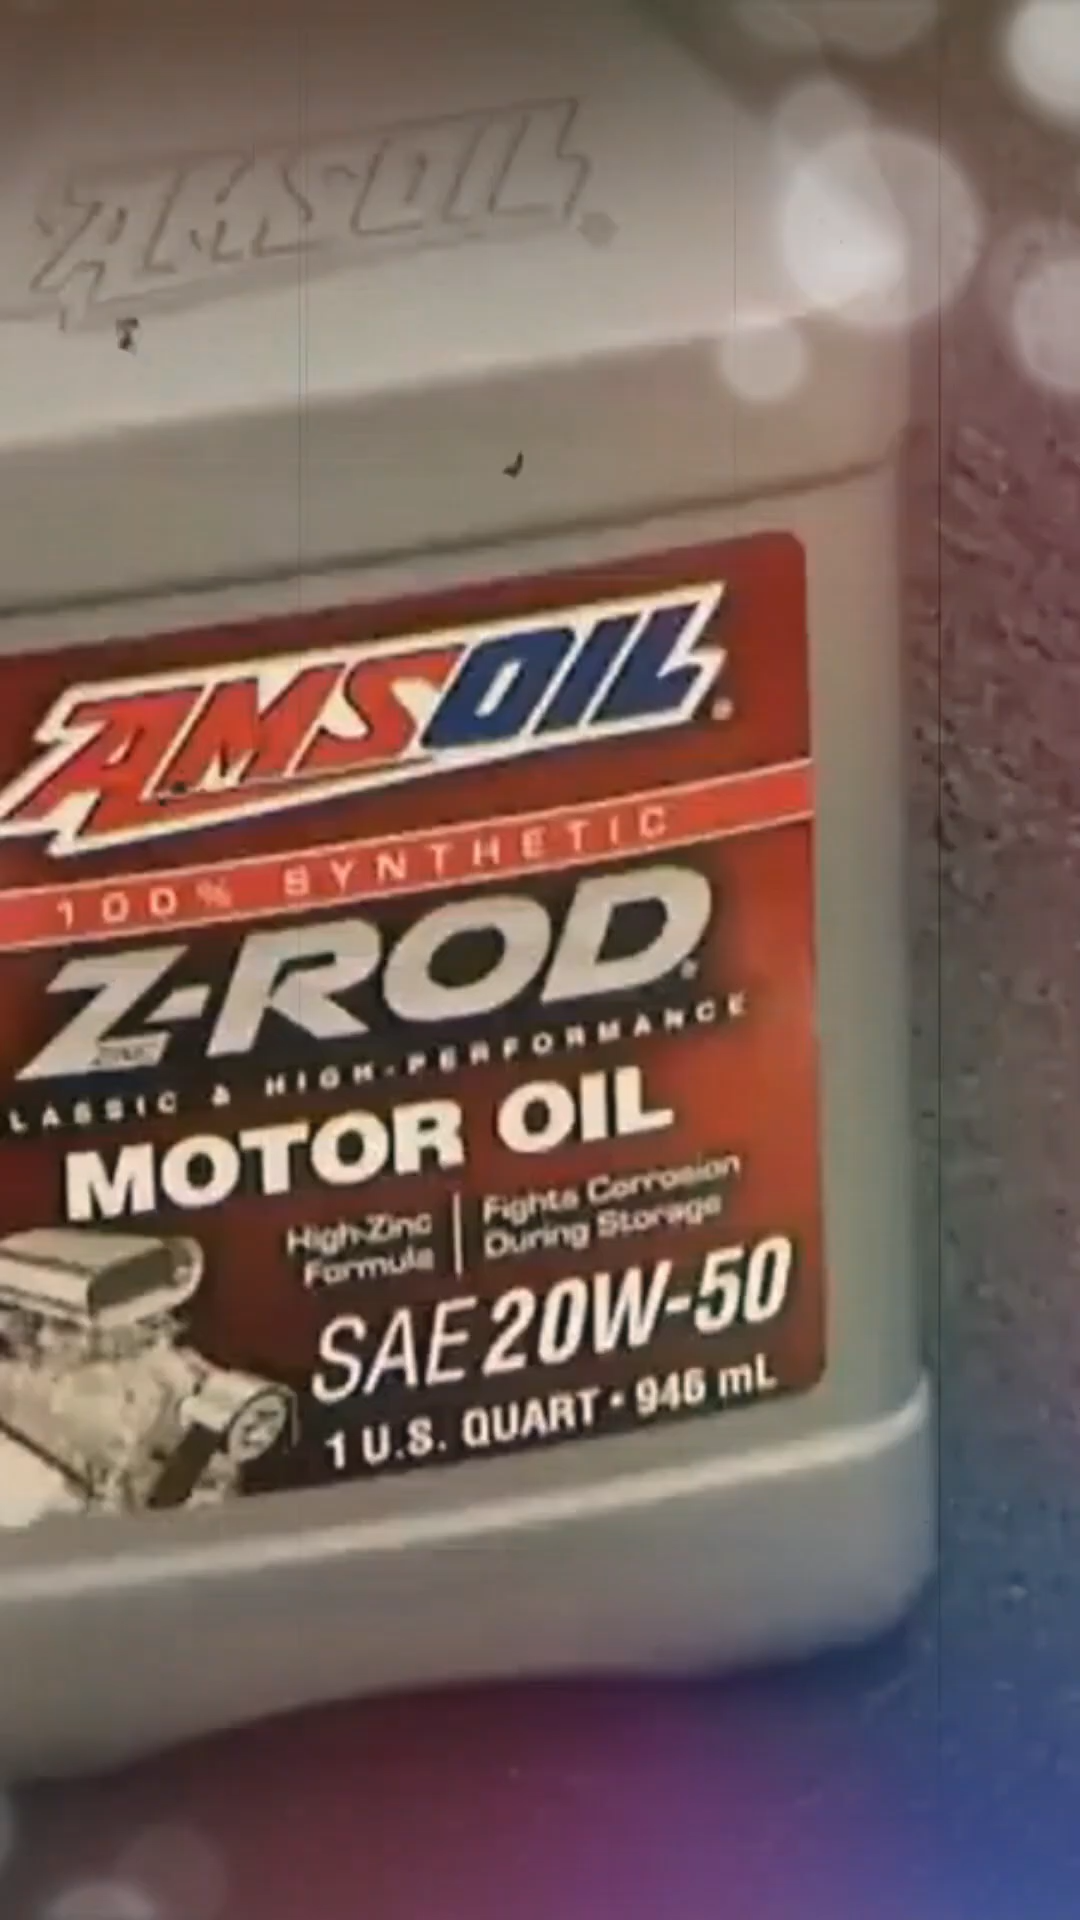 AMSOIL
AMSOIL
100% SYNTHETIC
Z-ROD
LASSIC & HIGH-PERFORMANCE
MOTOR OIL
High-Zinc
Formula
Fights Corrosion
During Storage
SAE 20W-50
1 U.S. QUART • 946 mL